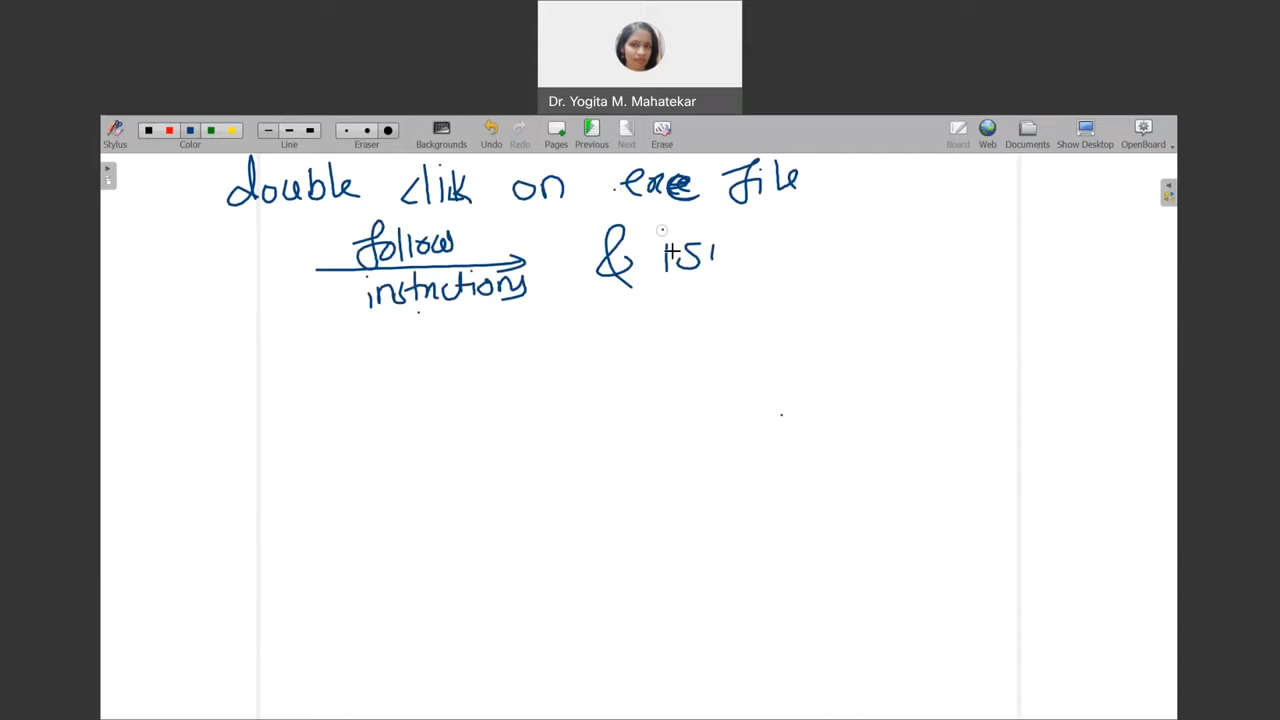 Dr. Yogita M. Mahatekar
Stylus Color Line Eraser Backgrounds Undo Redo Pages Previous Next Erase Board Web Documents Show Desktop OpenBoard
double clik on .exe file
follow
instructions &